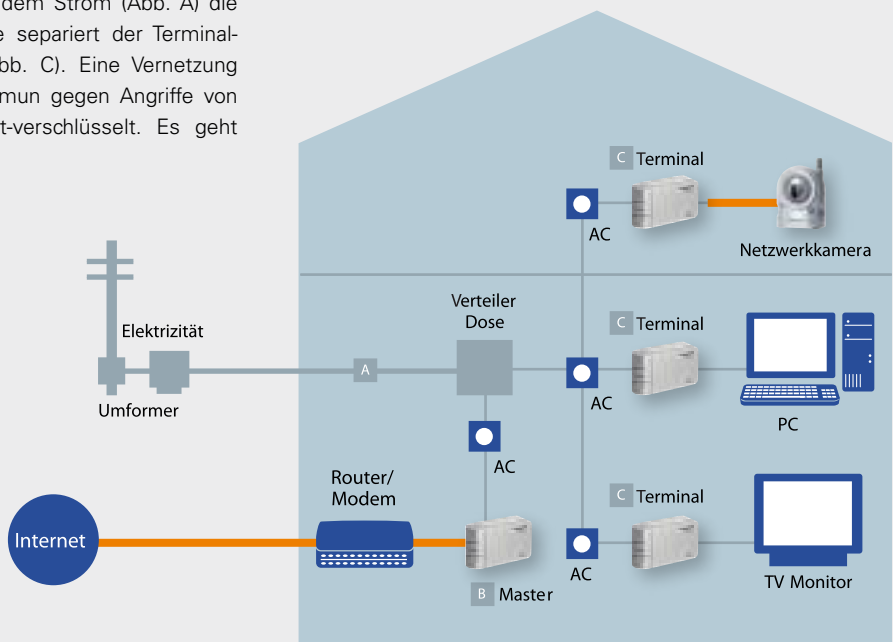 dem Strom (Abb. A) die
separiert der Terminal-
Abb. C). Eine Vernetzung
mun gegen Angriffe von
t-verschlüsselt. Es geht
C Terminal
AC
Netzwerkkamera
Verteiler
Dose
C Terminal
Elektrizität
A
AC
Umformer
PC
AC
Router/
Modem
C Terminal
Internet
AC
TV Monitor
B Master